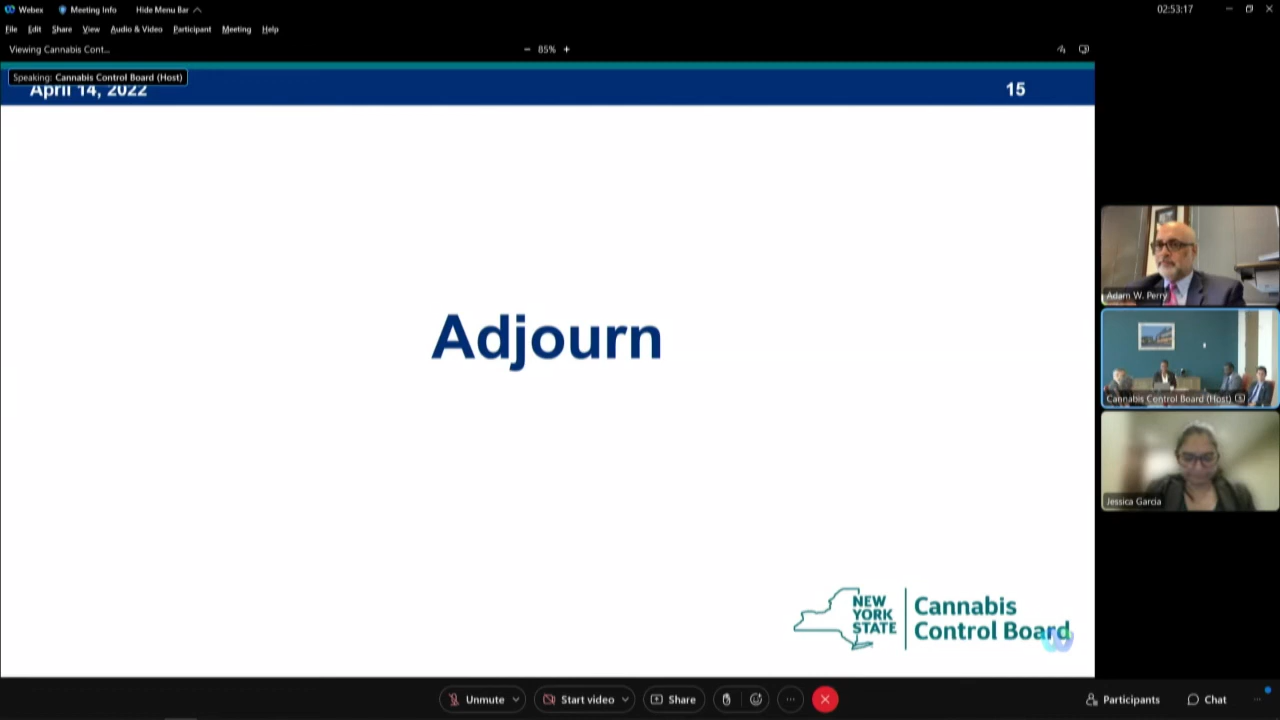 Webex Meeting Info Hide Menu Bar 02:53:17
File Edit Share View Audio & Video Participant Meeting Help
Viewing Cannabis Cont... 85%
Speaking: Cannabis Control Board (Host)
April 14, 2022 15
Adjourn
NEW
YORK
STATE
Cannabis
Control Board
Adam W. Perry
Cannabis Control Board (Host)
Jessica Garcia
Unmute Start video Share Participants Chat